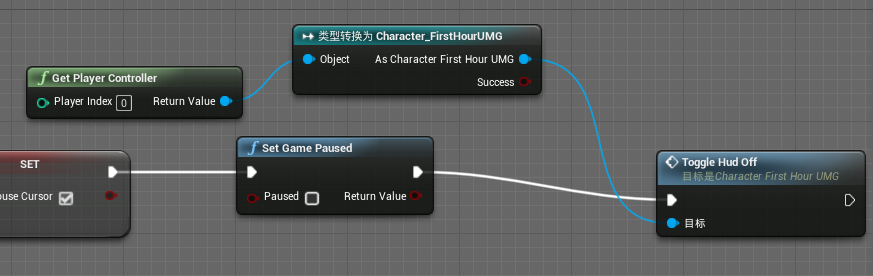 类型转换为 Character_FirstHourUMG
Object
As Character First Hour UMG
Success
Get Player Controller
Player Index 0
Return Value
SET
ouse Cursor
Set Game Paused
Paused
Return Value
Toggle Hud Off
目标是Character First Hour UMG
目标